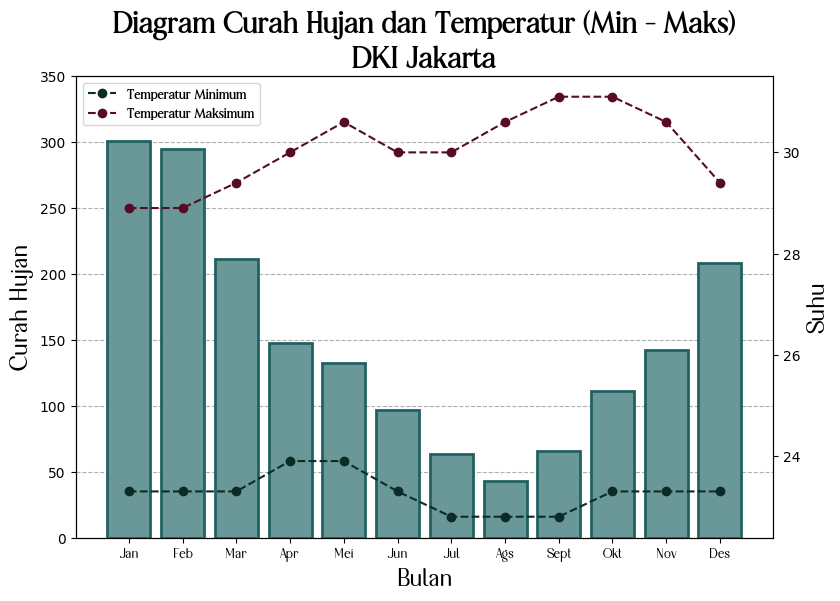 Diagram Curah Hujan dan Temperatur (Min - Maks)
DKI Jakarta
Temperatur Minimum
Temperatur Maksimum
Curah Hujan
350
300
250
200
150
100
50
0
30
28
26
24
Suhu
Jan Feb Mar Apr Mei Jun Jul Ags Sept Okt Nov Des
Bulan